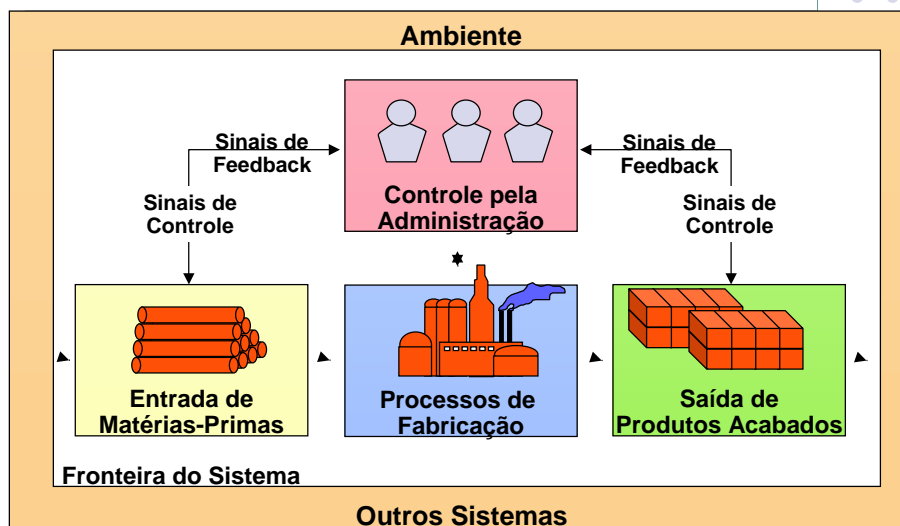 Ambiente
Sinais de
Feedback
Sinais de
Feedback
Controle pela
Administração
Sinais de
Controle
Sinais de
Controle
Entrada de
Matérias-Primas
Processos de
Fabricação
Saída de
Produtos Acabados
Fronteira do Sistema
Outros Sistemas